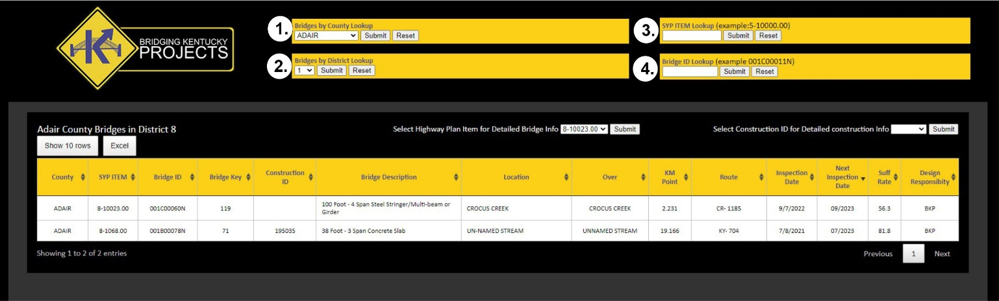 BRIDGING KENTUCKY
PROJECTS
1.
Bridges by County Lookup
ADAIR Submit Reset
2.
Bridges by District Lookup
1 Submit Reset
3.
SYP ITEM Lookup (example:5-10000.00)
Submit Reset
4.
Bridge ID Lookup (example 001C00011N)
Submit Reset
Adair County Bridges in District 8
Select Highway Plan Item for Detailed Bridge Info 8-10023.00 Submit
Select Construction ID for Detailed construction Info Submit
Show 10 rows Excel
County SYP ITEM Bridge ID Bridge Key Construction ID Bridge Description Location Over KM Point Route Inspection Date Next Inspection Date Suff Rate Design Responsibity
ADAIR 8-10023.00 001C00060N 119 100 Foot - 4 Span Steel Stringer/Multi-beam or Girder CROCUS CREEK CROCUS CREEK 2.231 CR- 1185 9/7/2022 09/2023 56.3 BKP
ADAIR 8-1068.00 001B00078N 71 195035 38 Foot - 3 Span Concrete Slab UN-NAMED STREAM UNNAMED STREAM 19.166 KY- 704 7/8/2021 07/2023 81.8 BKP
Showing 1 to 2 of 2 entries
Previous 1 Next